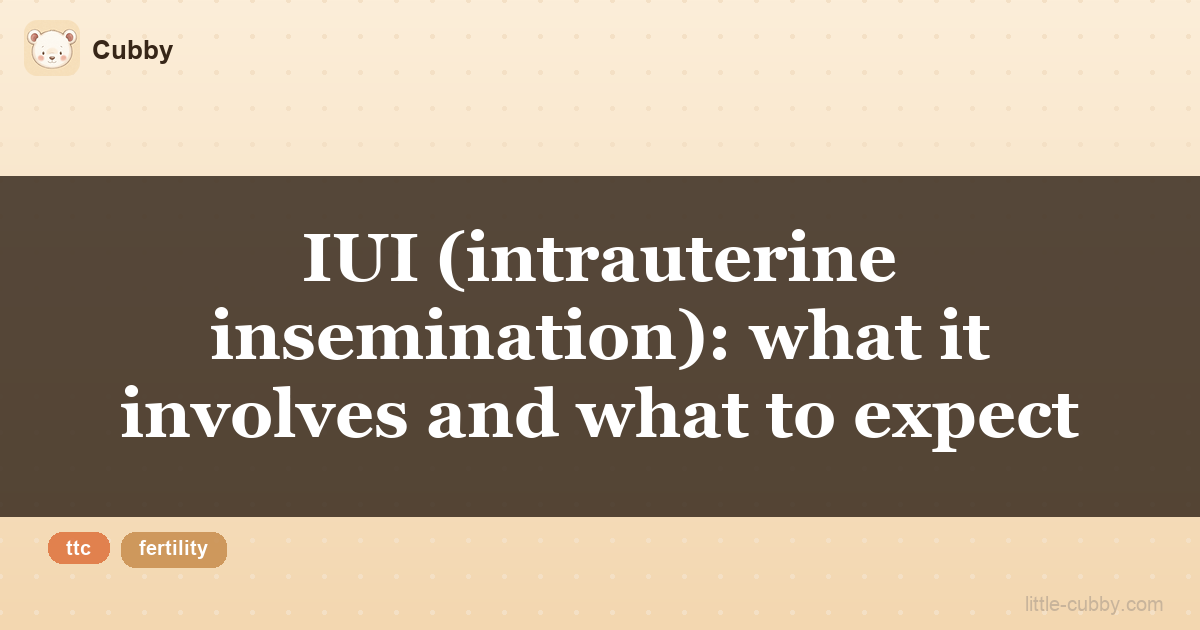 Cubby
IUI (intrauterine
insemination): what it
involves and what to expect
ttc
fertility
little-cubby.com